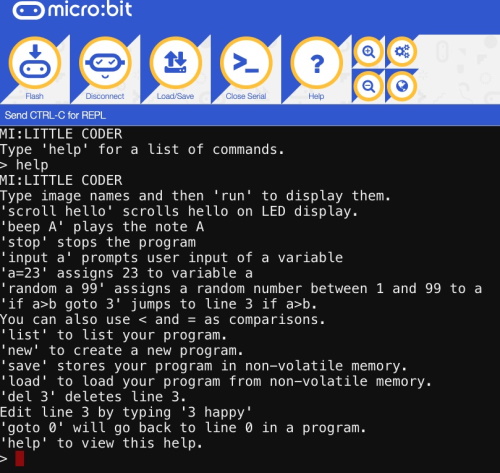 micro:bit
Flash
Disconnect
Load/Save
Close Serial
Help
Send CTRL-C for REPL
MI:LITTLE CODER
Type 'help' for a list of commands.
> help
MI:LITTLE CODER
Type image names and then 'run' to display them.
'scroll hello' scrolls hello on LED display.
'beep A' plays the note A
'stop' stops the program
'input a' prompts user input of a variable
'a=23' assigns 23 to variable a
'random a 99' assigns a random number between 1 and 99 to a
'if a>b goto 3' jumps to line 3 if a>b.
You can also use < and = as comparisons.
'list' to list your program.
'new' to create a new program.
'save' stores your program in non-volatile memory.
'load' to load your program from non-volatile memory.
'del 3' deletes line 3.
Edit line 3 by typing '3 happy'
'goto 0' will go back to line 0 in a program.
'help' to view this help.
>